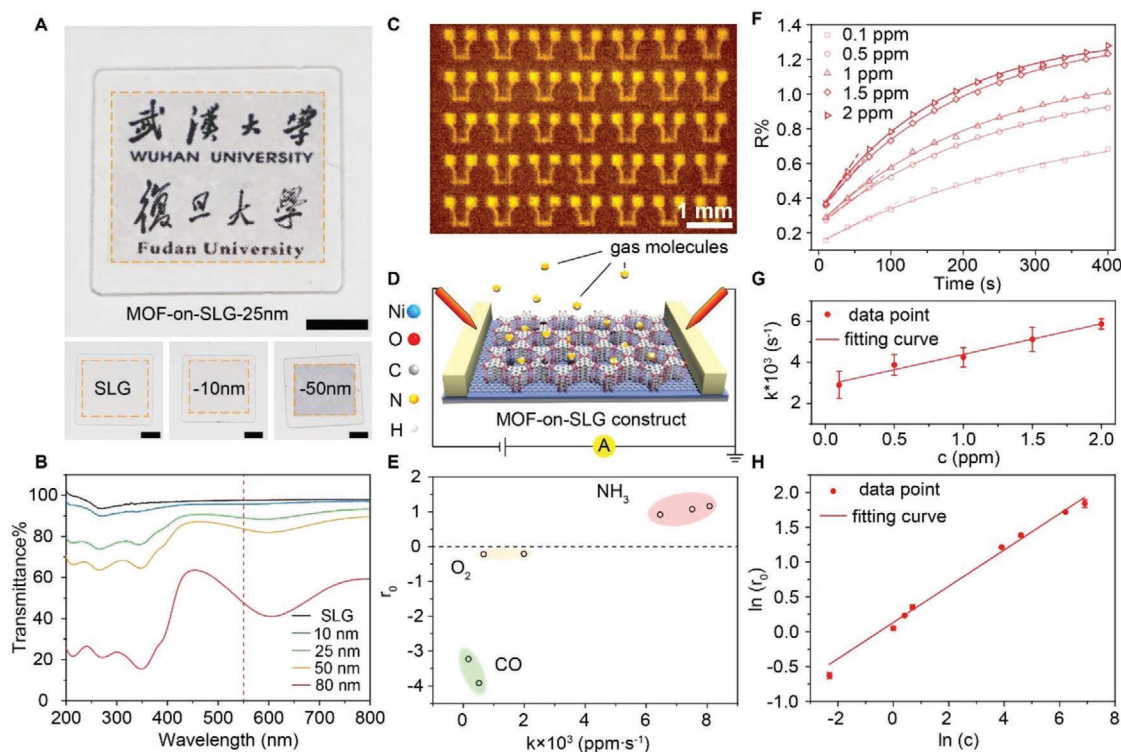 A
武漢大學
WUHAN UNIVERSITY
復旦大學
Fudan University
MOF-on-SLG-25nm
SLG
-10nm
-50nm
B
Transmittance%
100
80
60
40
20
0
SLG
10 nm
25 nm
50 nm
80 nm
200 300 400 500 600 700 800
Wavelength (nm)
C
1 mm
gas molecules
D
Ni
O
C
N
H
MOF-on-SLG construct
A
E
r₀
2
1
0
-1
-2
-3
-4
NH₃
O₂
CO
0 2 4 6 8
k×10³ (ppm·s⁻¹)
F
R%
1.4
1.2
1.0
0.8
0.6
0.4
0.2
0.1 ppm
0.5 ppm
1 ppm
1.5 ppm
2 ppm
0 100 200 300 400
Time (s)
G
k*10³ (s⁻¹)
6
4
2
data point
fitting curve
0.0 0.5 1.0 1.5 2.0
c (ppm)
H
ln (r₀)
2.0
1.5
1.0
0.5
0.0
-0.5
-1.0
data point
fitting curve
-2 0 2 4 6 8
ln (c)